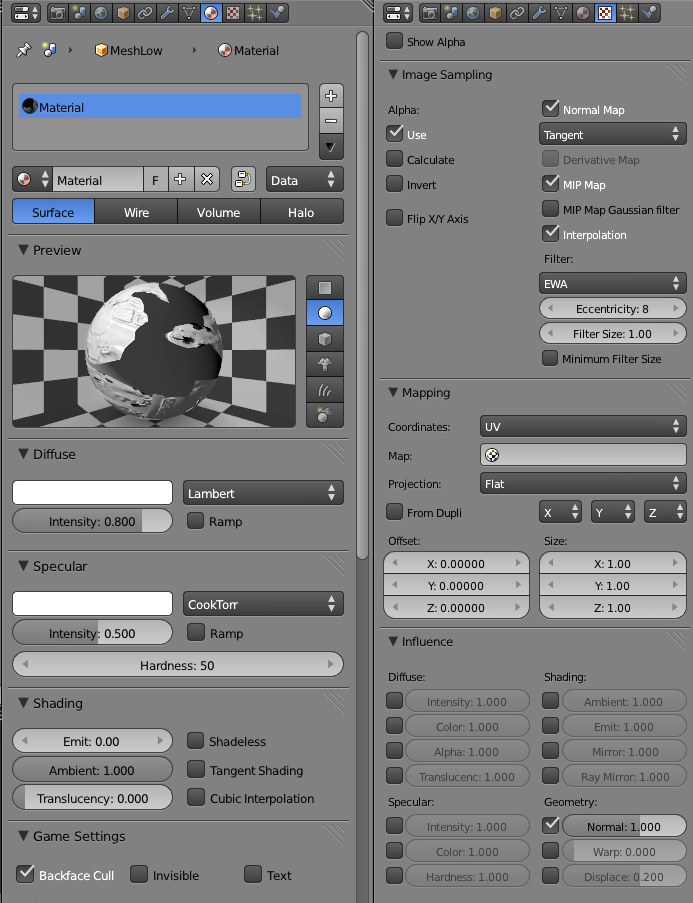 MeshLow
Material
Material
Material
F
Data
Surface
Wire
Volume
Halo
Preview
Diffuse
Lambert
Intensity: 0.800
Ramp
Specular
CookTorr
Intensity: 0.500
Ramp
Hardness: 50
Shading
Emit: 0.00
Shadeless
Ambient: 1.000
Tangent Shading
Translucency: 0.000
Cubic Interpolation
Game Settings
Backface Cull
Invisible
Text
Show Alpha
Image Sampling
Alpha:
Use
Calculate
Invert
Flip X/Y Axis
Normal Map
Tangent
Derivative Map
MIP Map
MIP Map Gaussian filter
Interpolation
Filter:
EWA
Eccentricity: 8
Filter Size: 1.00
Minimum Filter Size
Mapping
Coordinates:
UV
Map:
Projection:
Flat
From Dupli
X
Y
Z
Offset:
X: 0.00000
Y: 0.00000
Z: 0.00000
Size:
X: 1.00
Y: 1.00
Z: 1.00
Influence
Diffuse:
Intensity: 1.000
Color: 1.000
Alpha: 1.000
Translucenc: 1.000
Shading:
Ambient: 1.000
Emit: 1.000
Mirror: 1.000
Ray Mirror: 1.000
Specular:
Intensity: 1.000
Color: 1.000
Hardness: 1.000
Geometry:
Normal: 1.000
Warp: 0.000
Displace: 0.200